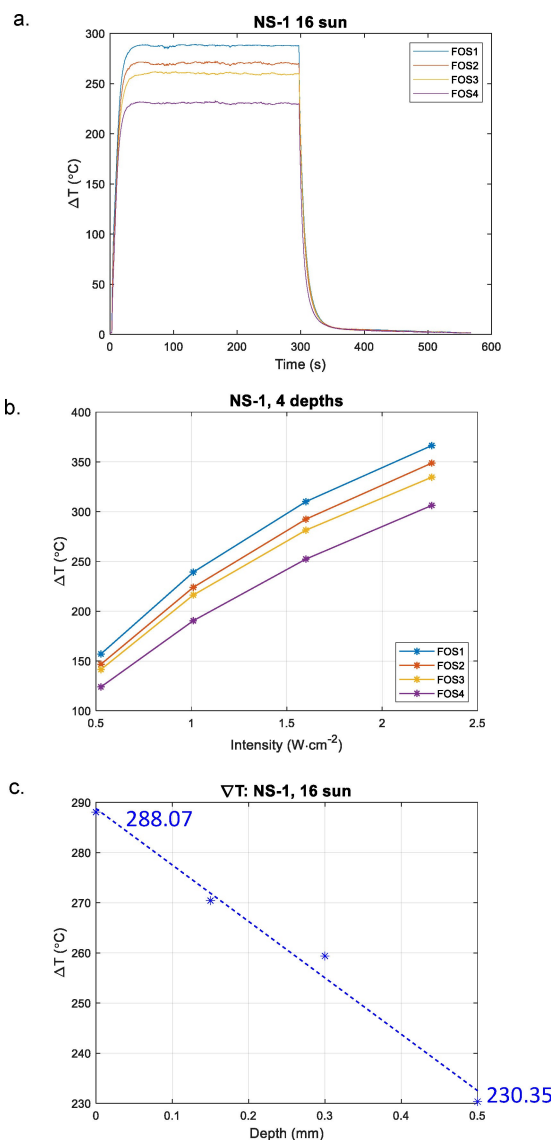 a.
NS-1 16 sun
300
250
200
150
100
50
0
ΔT (°C)
FOS1
FOS2
FOS3
FOS4
0 100 200 300 400 500 600
Time (s)
b.
NS-1, 4 depths
400
350
300
250
200
150
100
ΔT (°C)
FOS1
FOS2
FOS3
FOS4
0.5 1 1.5 2 2.5
Intensity (W·cm⁻²)
c.
∇T: NS-1, 16 sun
290
280
270
260
250
240
230
ΔT (°C)
288.07
230.35
0 0.1 0.2 0.3 0.4 0.5
Depth (mm)